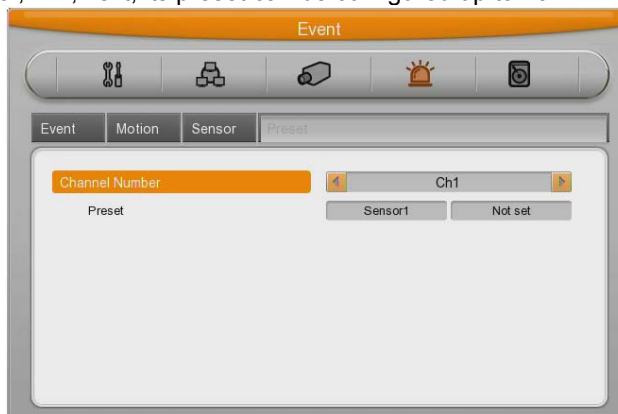 Event
Event Motion Sensor Preset
Channel Number Ch1
Preset Sensor1 Not set